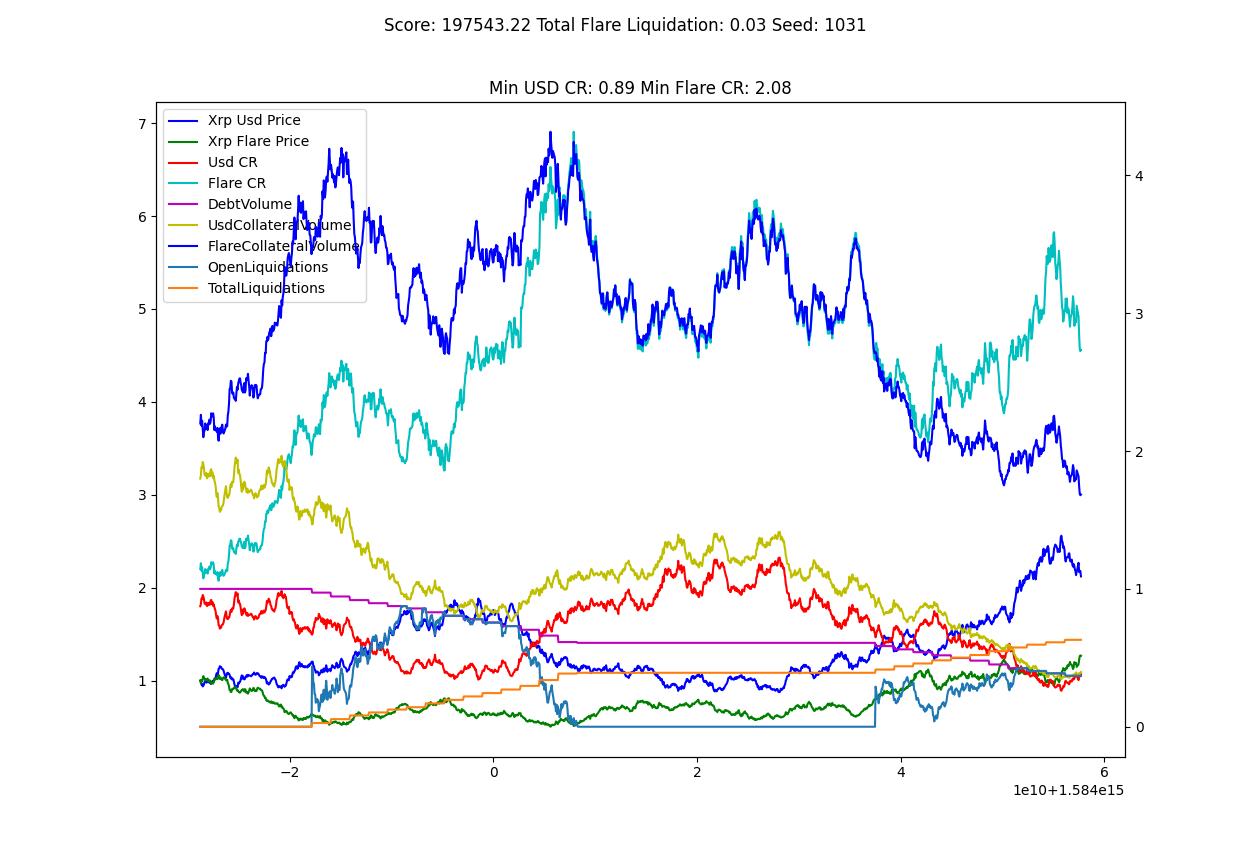 Score: 197543.22 Total Flare Liquidation: 0.03 Seed: 1031
Min USD CR: 0.89 Min Flare CR: 2.08
Xrp Usd Price
Xrp Flare Price
Usd CR
Flare CR
DebtVolume
UsdCollateralVolume
FlareCollateralVolume
OpenLiquidations
TotalLiquidations
7
6
5
4
3
2
1
4
3
2
1
0
−2
0
2
4
6
1e10+1.584e15